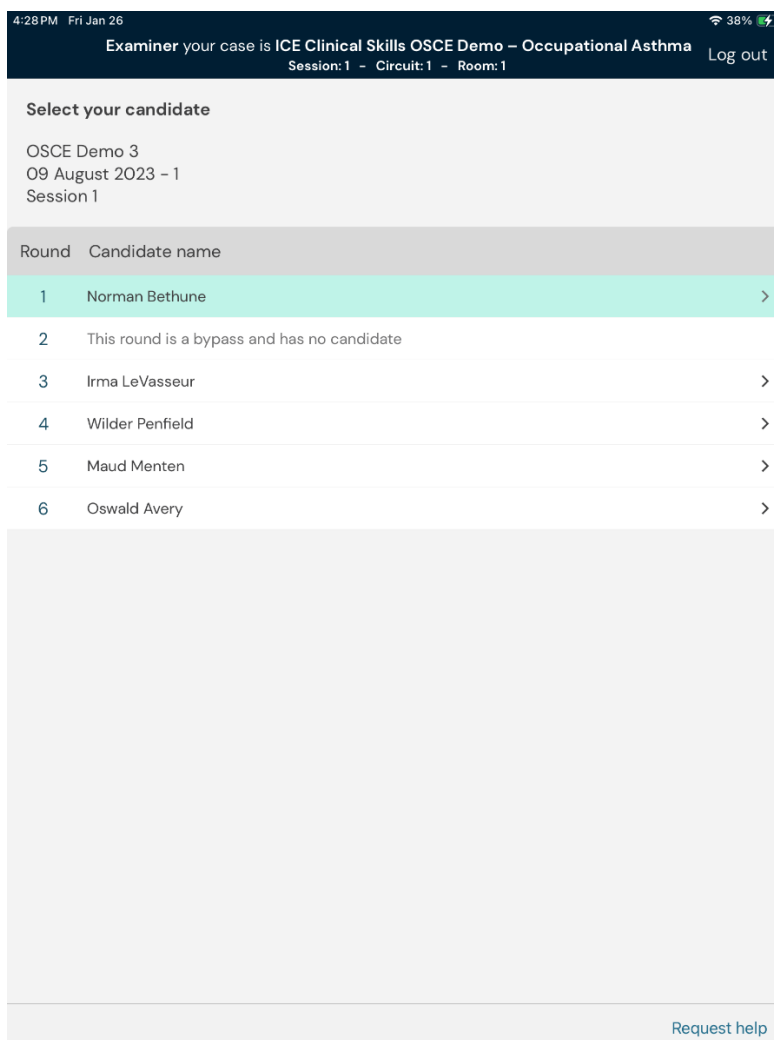 4:28 PM Fri Jan 26 38%
Examiner your case is ICE Clinical Skills OSCE Demo – Occupational Asthma
Log out
Session: 1 – Circuit: 1 – Room: 1
Select your candidate
OSCE Demo 3
09 August 2023 - 1
Session 1
Round Candidate name
1 Norman Bethune
2 This round is a bypass and has no candidate
3 Irma LeVasseur
4 Wilder Penfield
5 Maud Menten
6 Oswald Avery
Request help